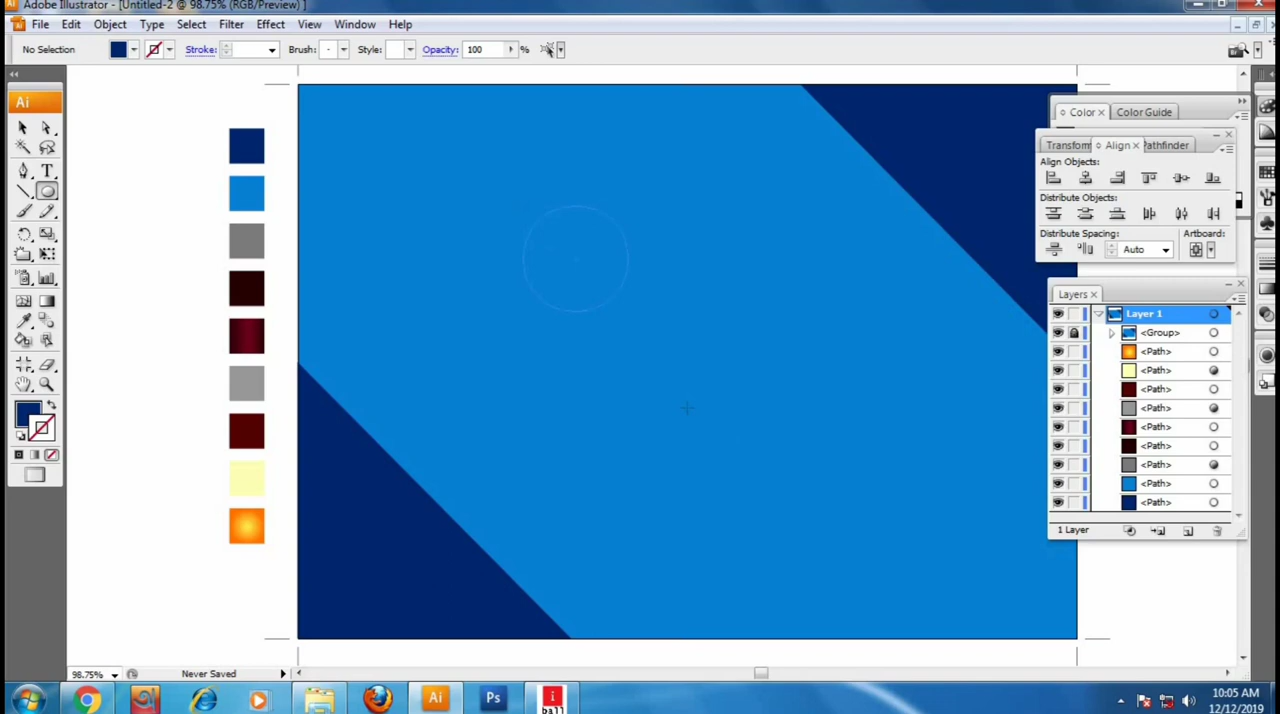 Adobe Illustrator - [Untitled-2 @ 98.75% (RGB/Preview) ]
File Edit Object Type Select Filter Effect View Window Help
No Selection Stroke: Brush: Style: Opacity: 100 %
Ai
Color Color Guide
Transform Align Pathfinder
Align Objects:
Distribute Objects:
Distribute Spacing: Artboard:
Auto
Layers
Layer 1
<Group>
<Path>
<Path>
<Path>
<Path>
<Path>
<Path>
<Path>
<Path>
<Path>
1 Layer
98.75% Never Saved
Ai Ps i ball
10:05 AM
12/12/2019